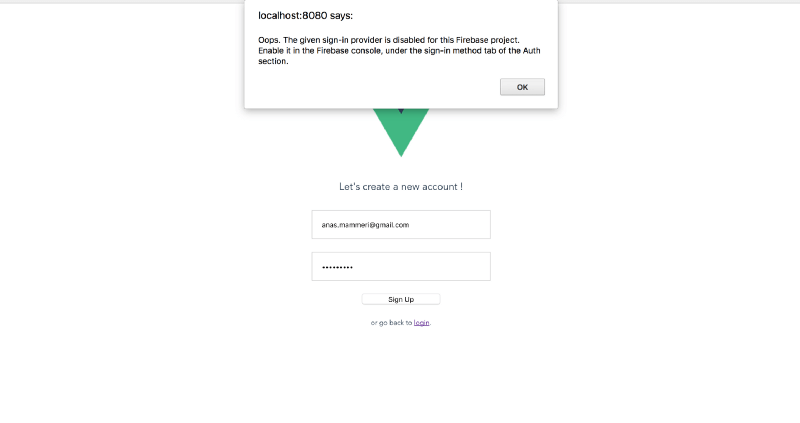 localhost:8080 says:
Oops. The given sign-in provider is disabled for this Firebase project.
Enable it in the Firebase console, under the sign-in method tab of the Auth
section.
OK
Let's create a new account !
anas.mammeri@gmail.com
•••••••••
Sign Up
or go back to login.